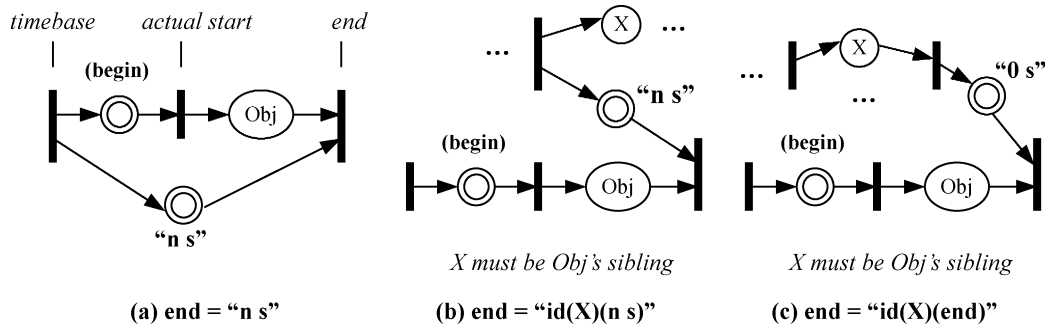 timebase actual start end
(begin)
Obj
“n s”
(a) end = “n s”
X
... ...
“n s”
(begin)
Obj
X must be Obj’s sibling
(b) end = “id(X)(n s)”
X
“0 s”
... ...
(begin)
Obj
X must be Obj’s sibling
(c) end = “id(X)(end)”